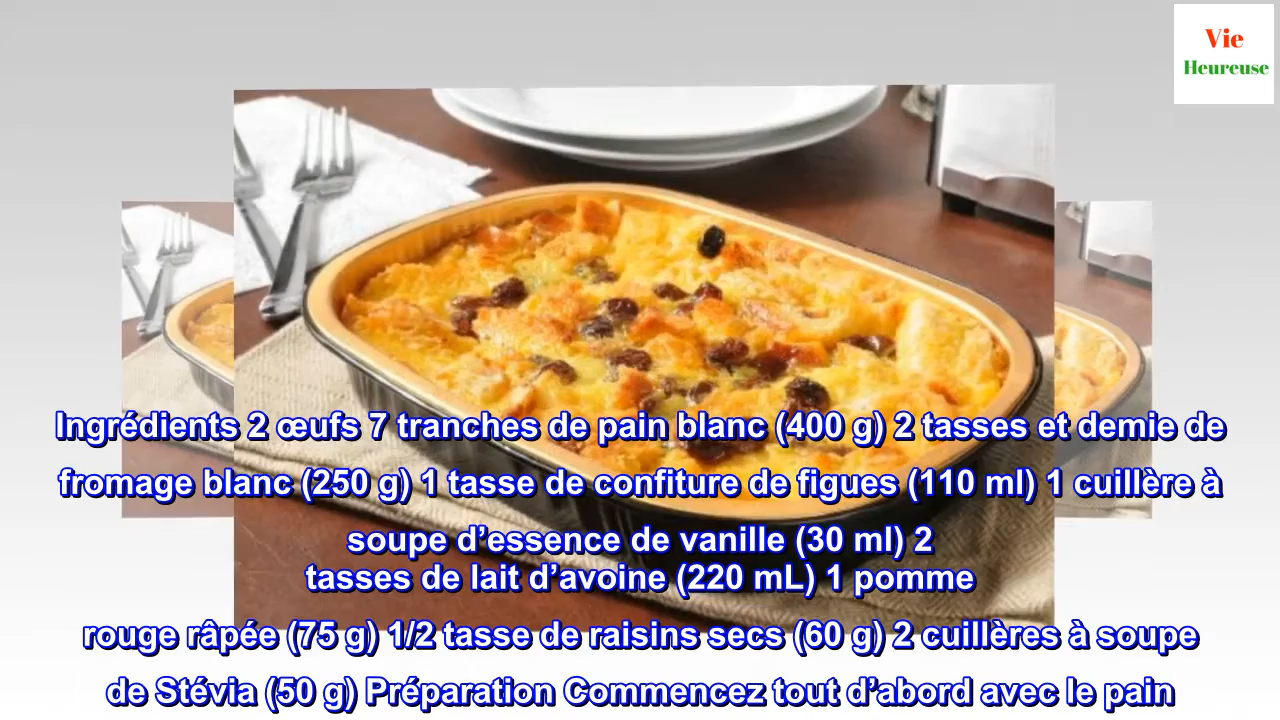 Vie
Heureuse
Ingrédients 2 œufs 7 tranches de pain blanc (400 g) 2 tasses et demie de
fromage blanc (250 g) 1 tasse de confiture de figues (110 ml) 1 cuillère à
soupe d’essence de vanille (30 ml) 2
tasses de lait d’avoine (220 mL) 1 pomme
rouge râpée (75 g) 1/2 tasse de raisins secs (60 g) 2 cuillères à soupe
de Stévia (50 g) Préparation Commencez tout d’abord avec le pain